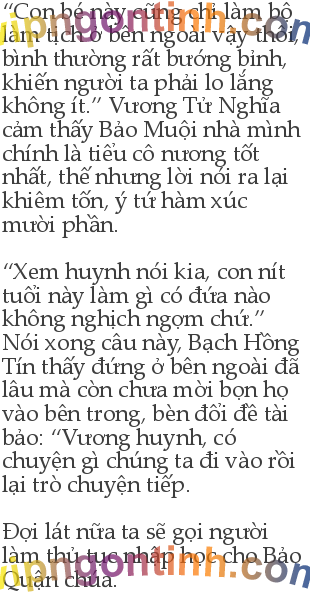 “Con bé này cũng chỉ làm bộ
làm tịch ở bên ngoài vậy thôi,
bình thường rất bướng bỉnh,
khiến người ta phải lo lắng
không ít.” Vương Tử Nghĩa
cảm thấy Bảo Muội nhà mình
chính là tiểu cô nương tốt
nhất, thế nhưng lời nói ra lại
khiêm tốn, ý tứ hàm xúc
mười phần.
“Xem huynh nói kia, con nít
tuổi này làm gì có đứa nào
không nghịch ngợm chứ.”
Nói xong câu này, Bạch Hồng
Tín thấy đứng ở bên ngoài đã
lâu mà còn chưa mời bọn họ
vào bên trong, bèn đổi đề tài
bảo: “Vương huynh, có
chuyện gì chúng ta đi vào rồi
lại trò chuyện tiếp.
Đợi lát nữa ta sẽ gọi người
làm thủ tục nhập học cho Bảo
Quân chúa.